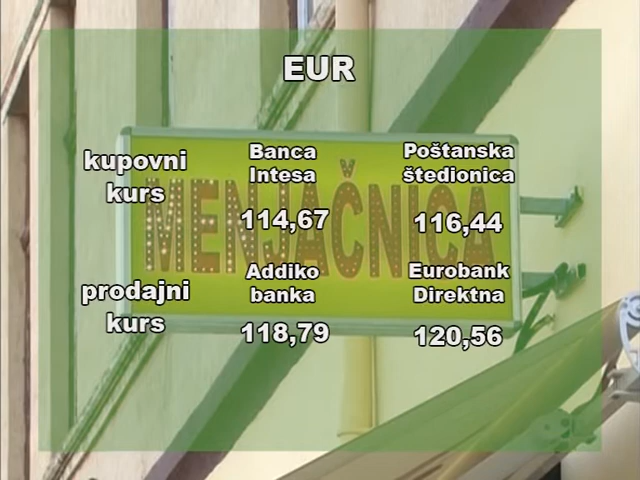 EUR
kupovni
kurs
Banca
Intesa
114,67
Poštanska
štedionica
116,44
MENJAČNICA
prodajni
kurs
Addiko
banka
118,79
Eurobank
Direktna
120,56